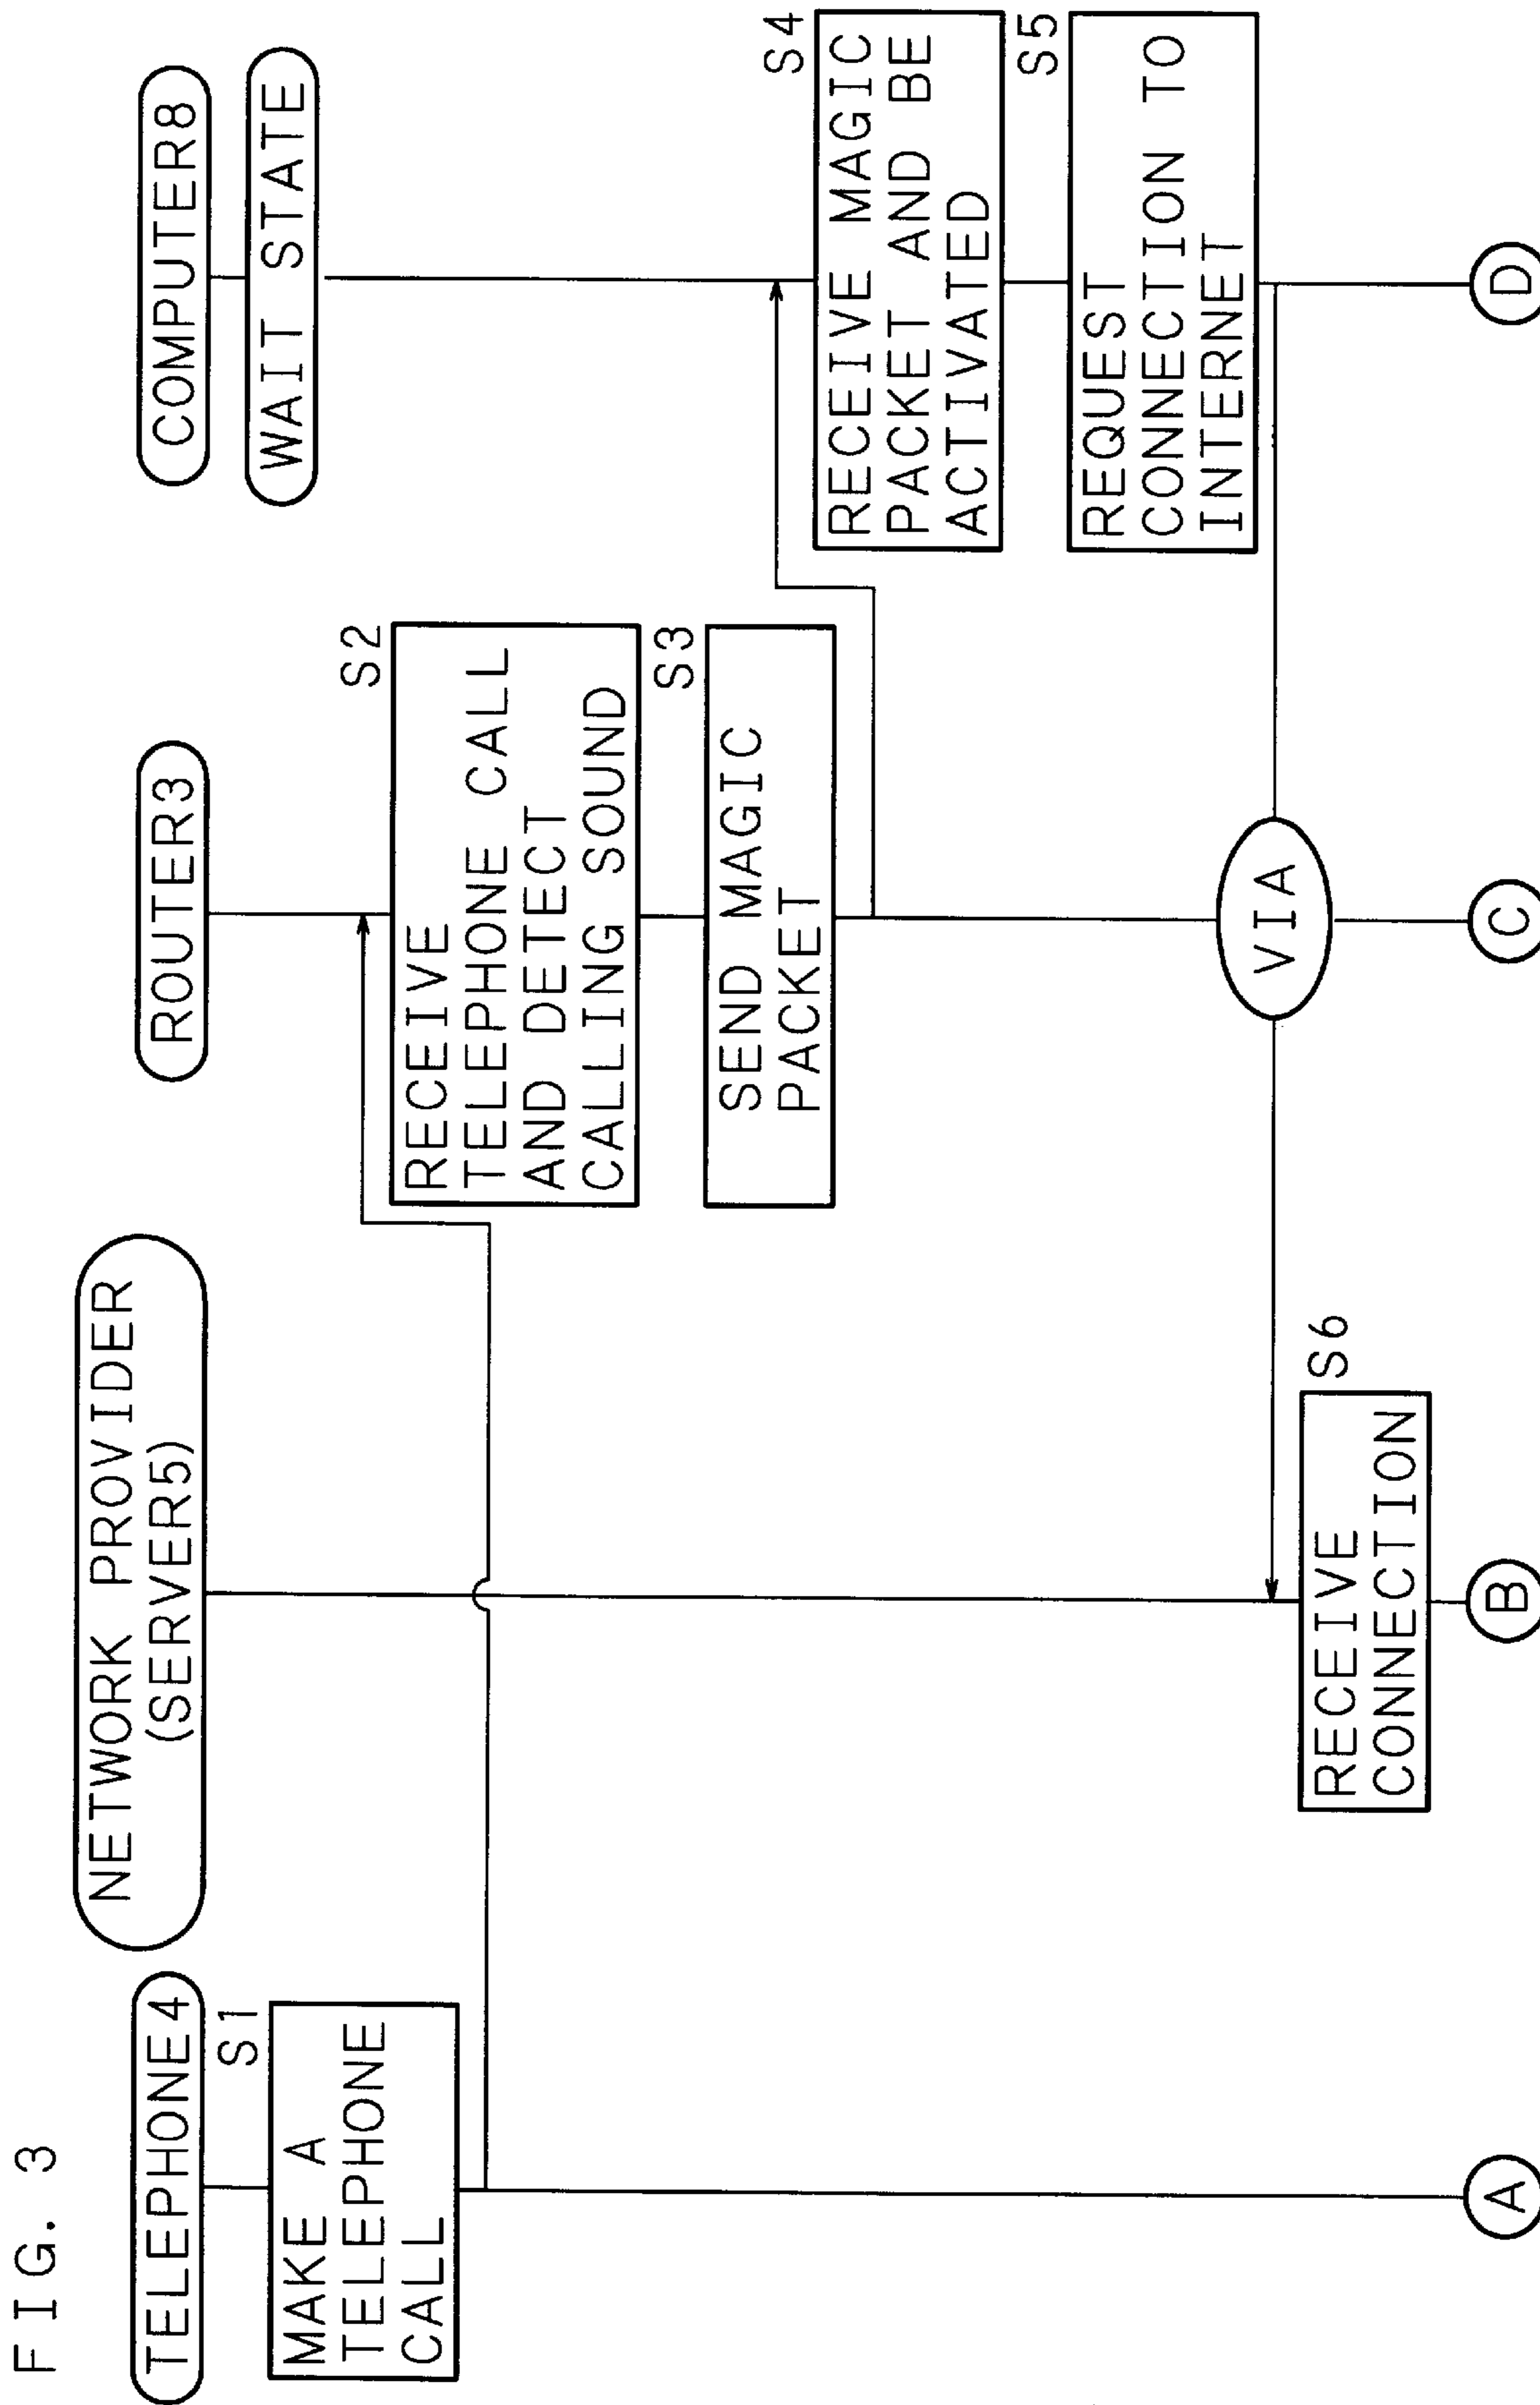 FIG. 3
TELEPHONE4
S1
MAKE A
TELEPHONE
CALL
NETWORK PROVIDER
(SERVER5)
ROUTER3
S2
RECEIVE
TELEPHONE CALL
AND DETECT
CALLING SOUND
S3
SEND MAGIC
PACKET
COMPUTER8
WAIT STATE
S4
RECEIVE MAGIC
PACKET AND BE
ACTIVATED
S5
REQUEST
CONNECTION TO
INTERNET
VIA
S6
RECEIVE
CONNECTION
A
B
C
D